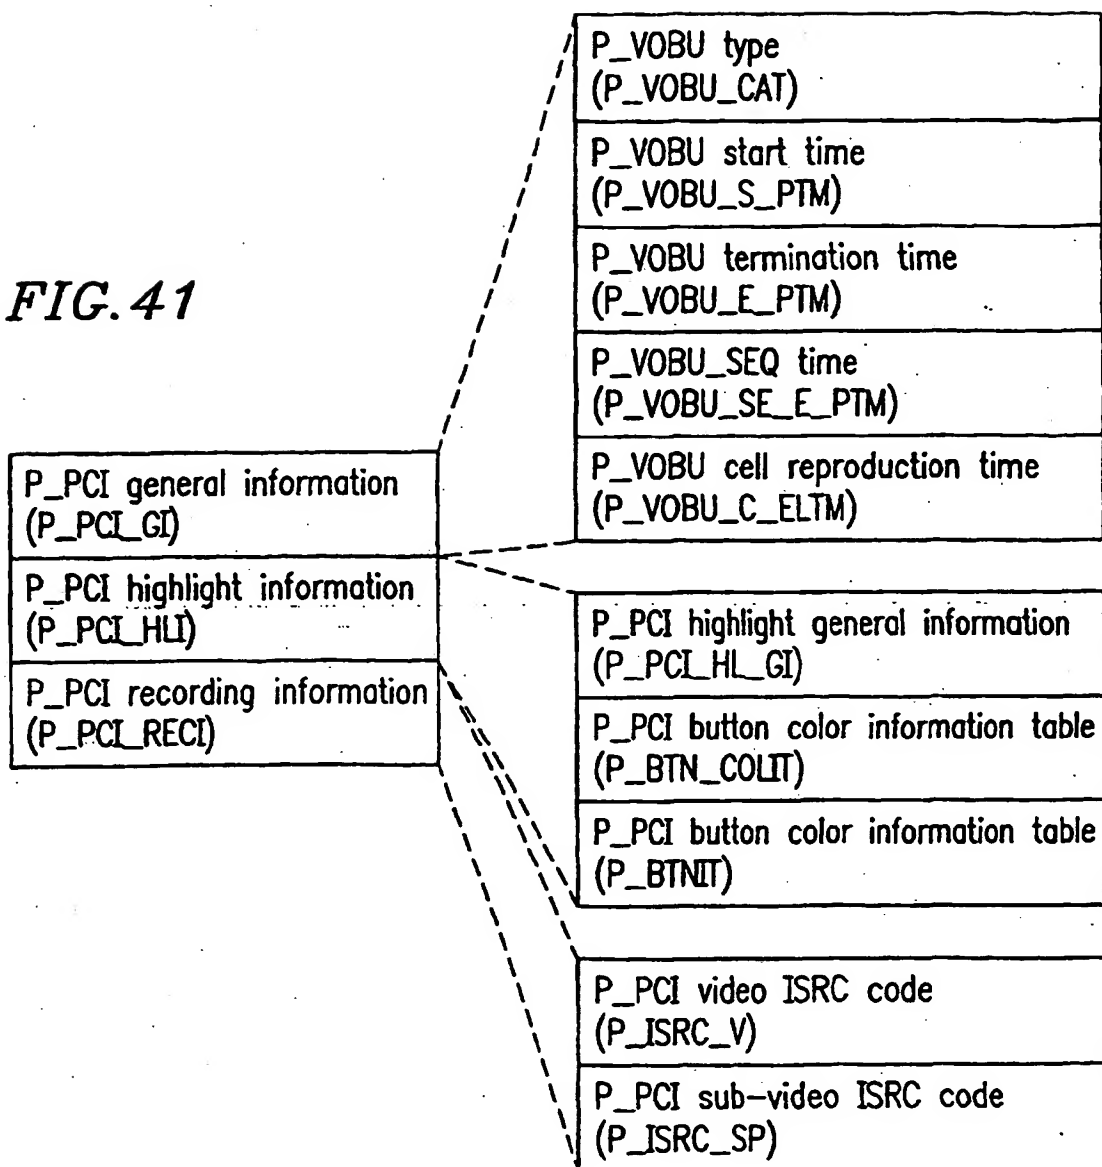 FIG.41
P_PCI general information
(P_PCI_GI)
P_PCI highlight information
(P_PCI_HLI)
P_PCI recording information
(P_PCI_RECI)
P_VOBU type
(P_VOBU_CAT)
P_VOBU start time
(P_VOBU_S_PTM)
P_VOBU termination time
(P_VOBU_E_PTM)
P_VOBU_SEQ time
(P_VOBU_SE_E_PTM)
P_VOBU cell reproduction time
(P_VOBU_C_ELTM)
P_PCI highlight general information
(P_PCI_HL_GI)
P_PCI button color information table
(P_BTN_COLIT)
P_PCI button color information table
(P_BTNIT)
P_PCI video ISRC code
(P_ISRC_V)
P_PCI sub-video ISRC code
(P_ISRC_SP)